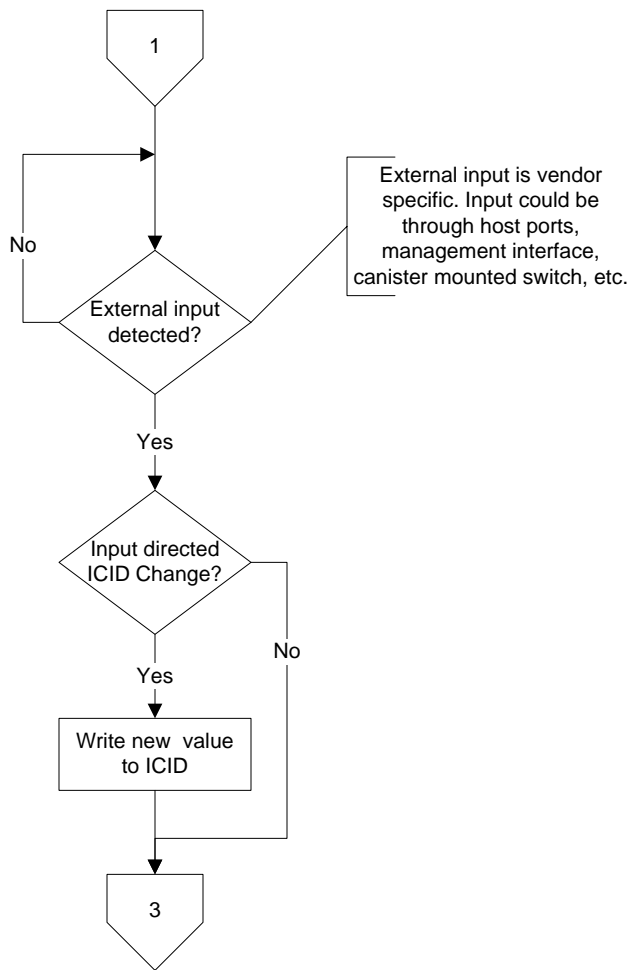 1
External input is vendor
specific. Input could be
through host ports,
management interface,
canister mounted switch, etc.
No
External input
detected?
Yes
Input directed
ICID Change?
No
Yes
Write new  value
to ICID
3